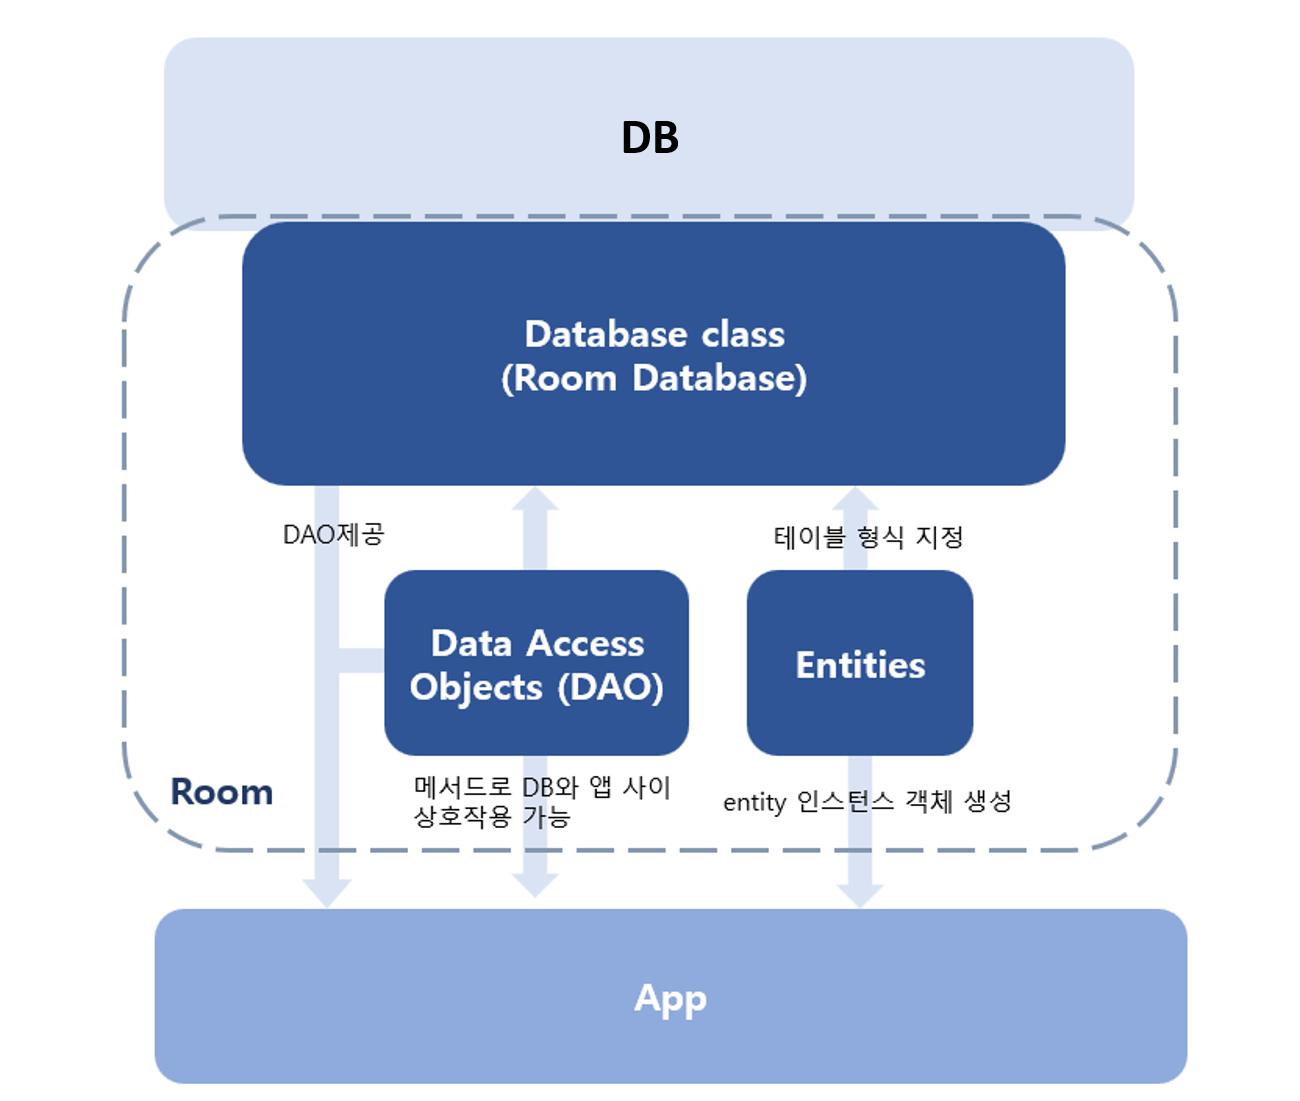 DB
Database class
(Room Database)
DAO제공
테이블 형식 지정
Data Access
Objects (DAO)
Entities
Room
메서드로 DB와 앱 사이
상호작용 가능
entity 인스턴스 객체 생성
App